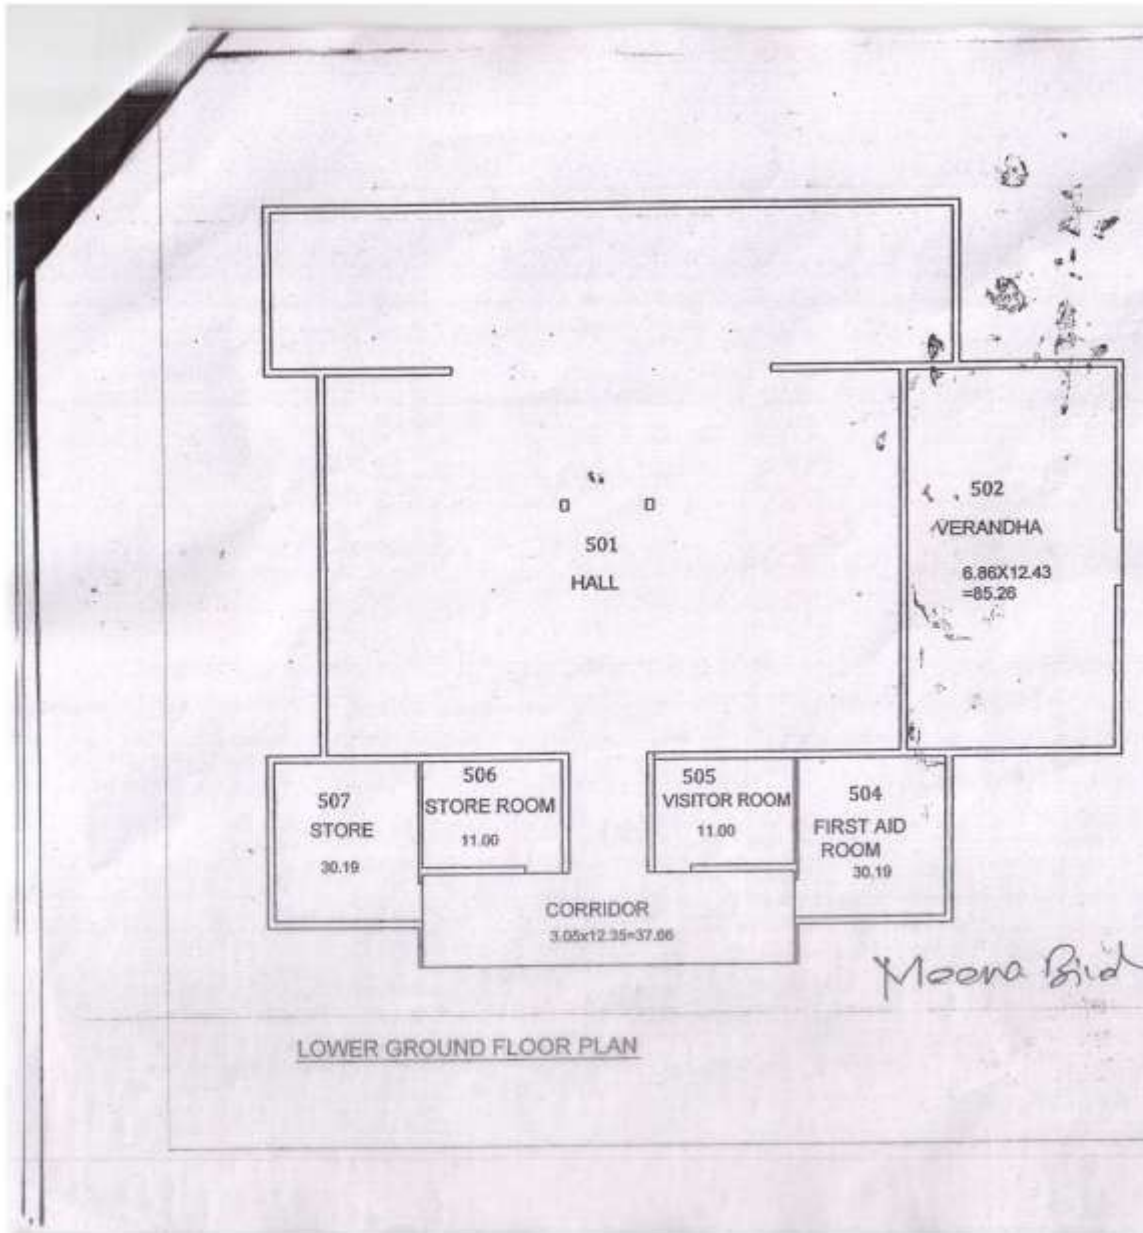 501
HALL
502
VERANDHA
6.86X12.43
=85.26
507
STORE
30.19
506
STORE ROOM
11.00
505
VISITOR ROOM
11.00
504
FIRST AID
ROOM
30.19
CORRIDOR
3.05x12.35=37.66
Meena
LOWER GROUND FLOOR PLAN